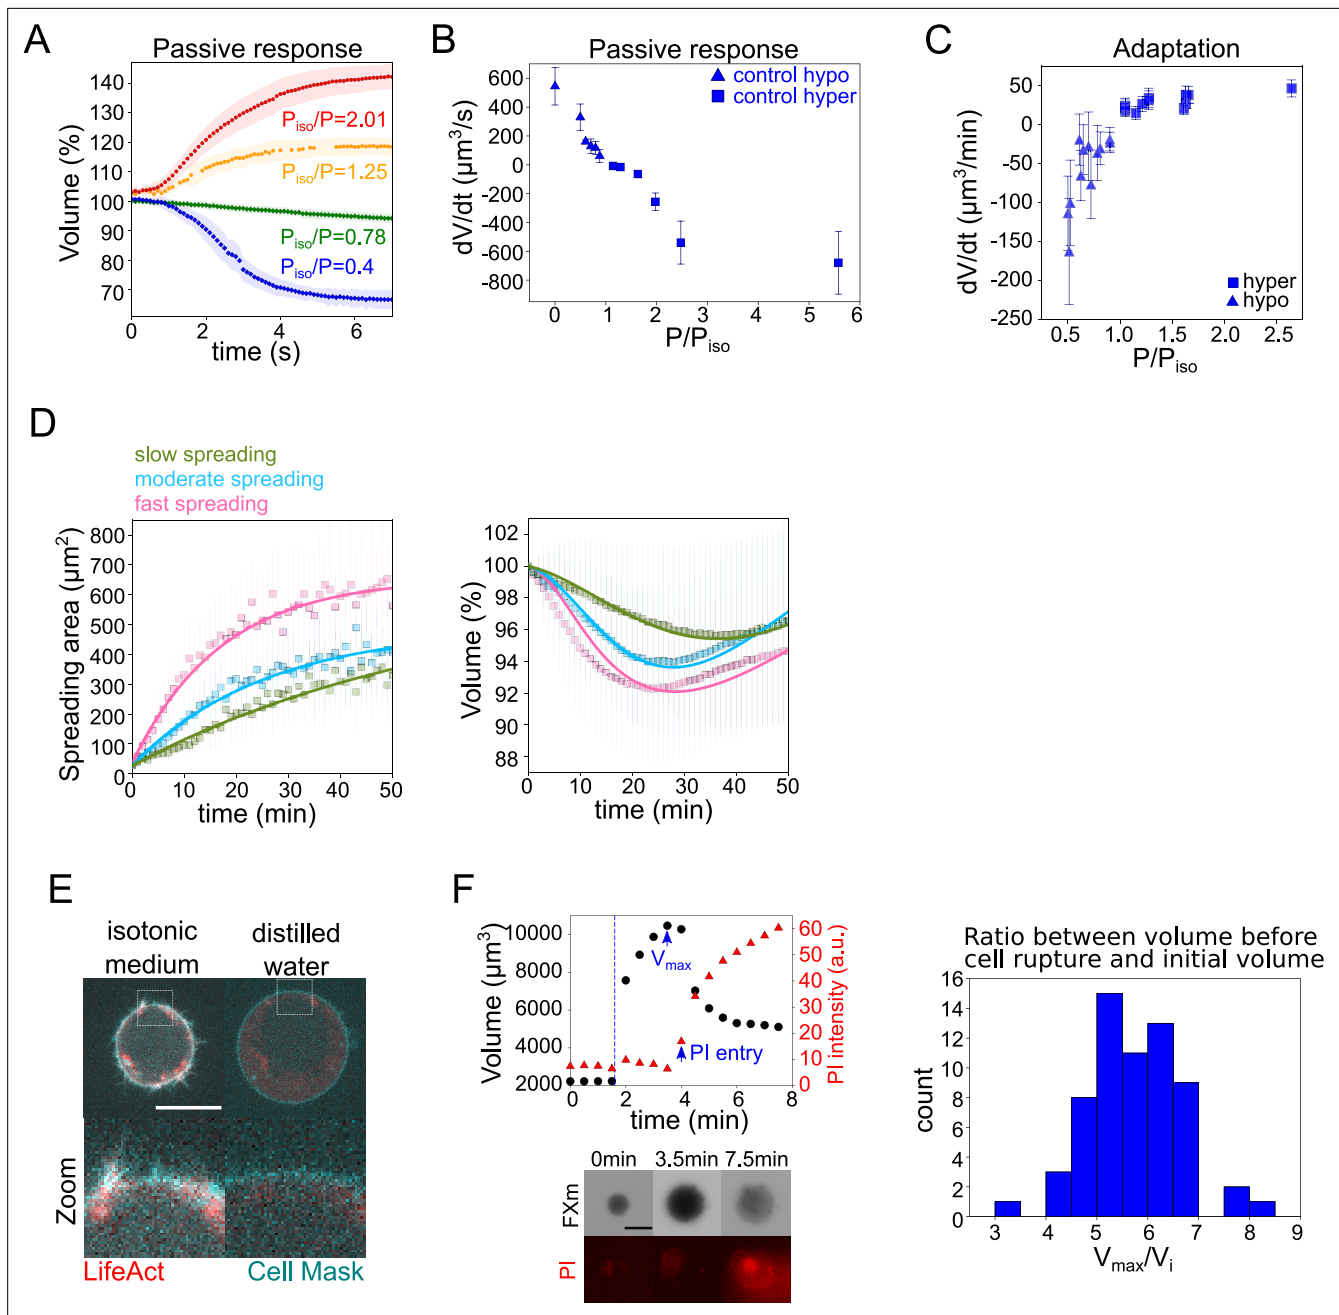 A
Passive response
Volume (%)
140
130
120
110
100
90
80
70
P_iso/P=2.01
P_iso/P=1.25
P_iso/P=0.78
P_iso/P=0.4
0 2 4 6
time (s)
B
Passive response
control hypo
control hyper
dV/dt (µm³/s)
600
400
200
0
-200
-400
-600
-800
0 1 2 3 4 5 6
P/P_iso
C
Adaptation
dV/dt (µm³/min)
50
0
-50
-100
-150
-200
-250
hyper
hypo
0.5 1.0 1.5 2.0 2.5
P/P_iso
D
slow spreading
moderate spreading
fast spreading
Spreading area (µm²)
800
700
600
500
400
300
200
100
0
0 10 20 30 40 50
time (min)
Volume (%)
102
100
98
96
94
92
90
88
0 10 20 30 40 50
time (min)
E
isotonic
medium
distilled
water
Zoom
LifeAct
Cell Mask
F
Volume (µm³)
10000
8000
6000
4000
2000
V_max
PI entry
PI intensity (a.u.)
60
50
40
30
20
10
0
0 2 4 6 8
time (min)
0min 3.5min 7.5min
FXm
PI
Ratio between volume before
cell rupture and initial volume
count
16
14
12
10
8
6
4
2
0
3 4 5 6 7 8 9
V_max/V_i